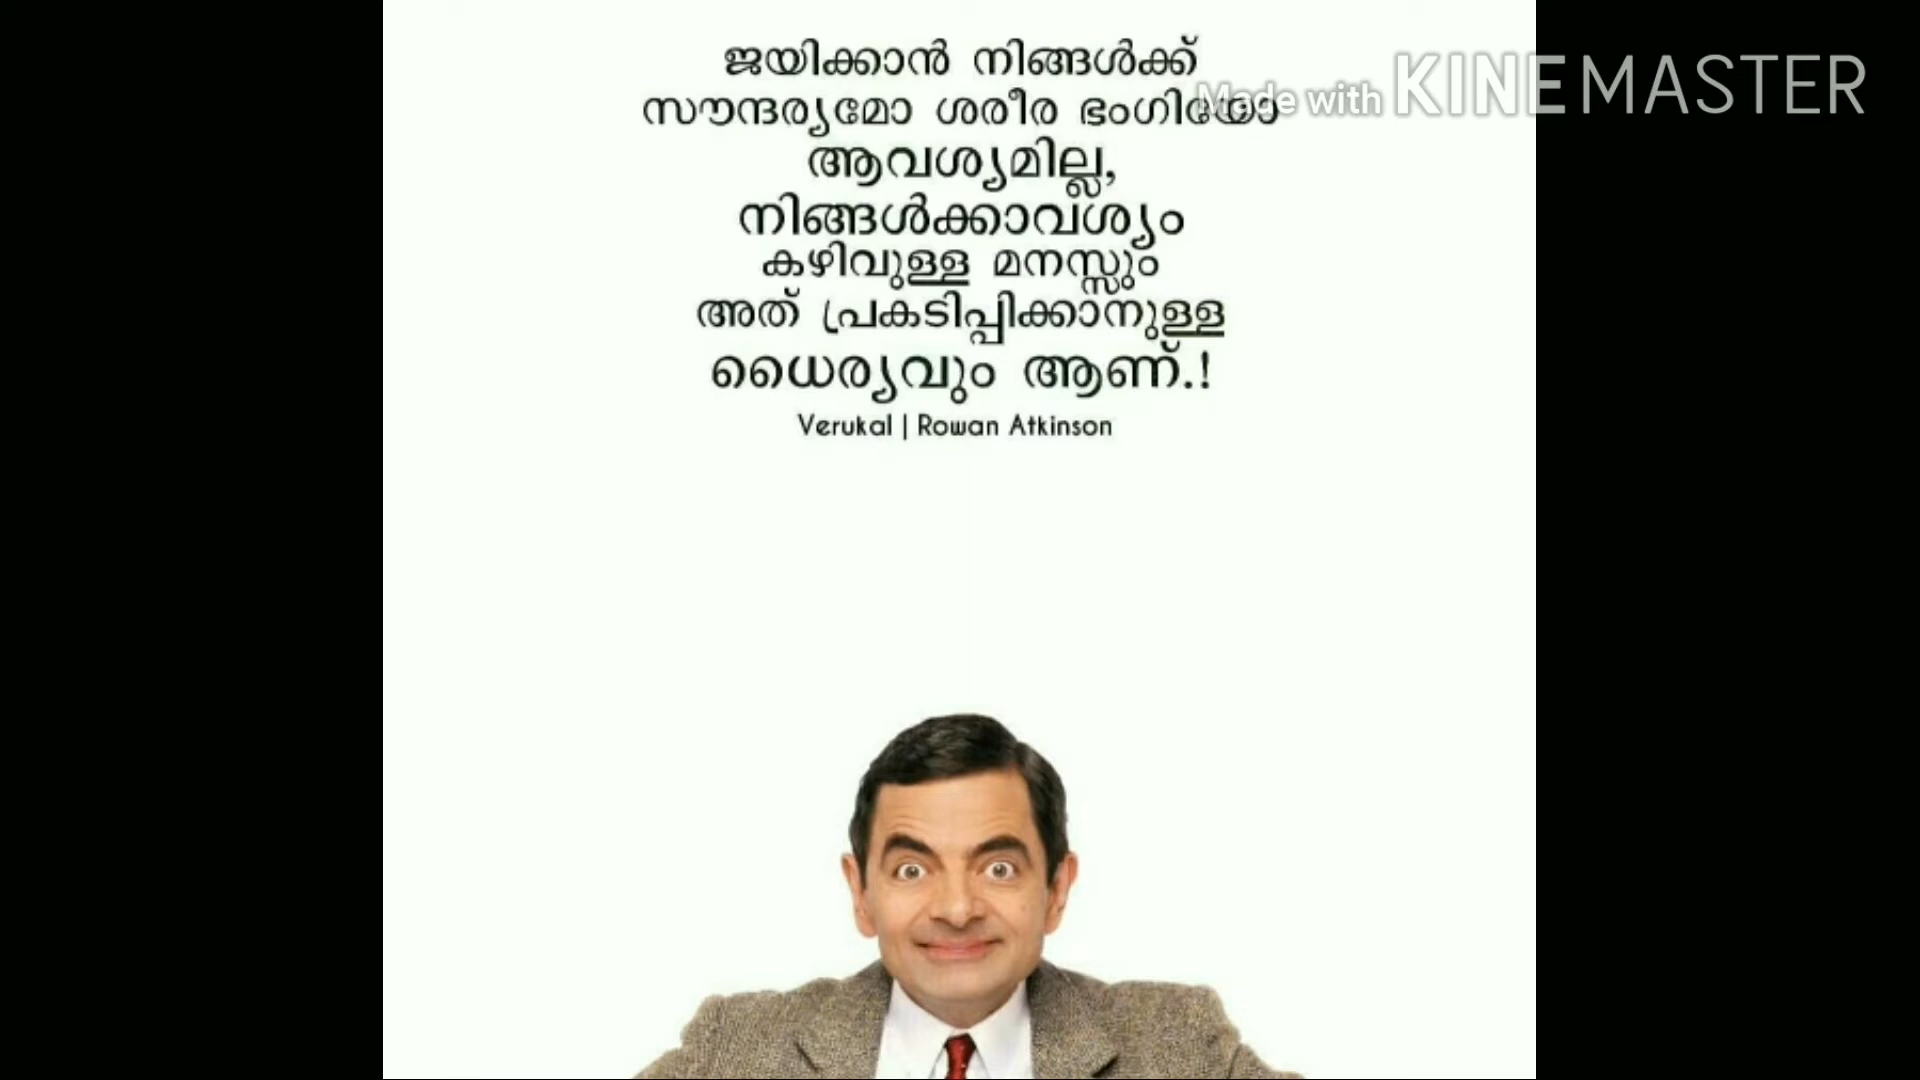 ജയിക്കാൻ നിങ്ങൾക്ക്
സൗന്ദര്യമോ ശരീര ഭംഗിയോ
ആവശ്യമില്ല,
നിങ്ങൾക്കാവശ്യം
കഴിവുള്ള മനസ്സും
അത് പ്രകടിപ്പിക്കാനുള്ള
ധൈര്യവും ആണ്.!
Verukal | Rowan Atkinson
Made with KINEMASTER